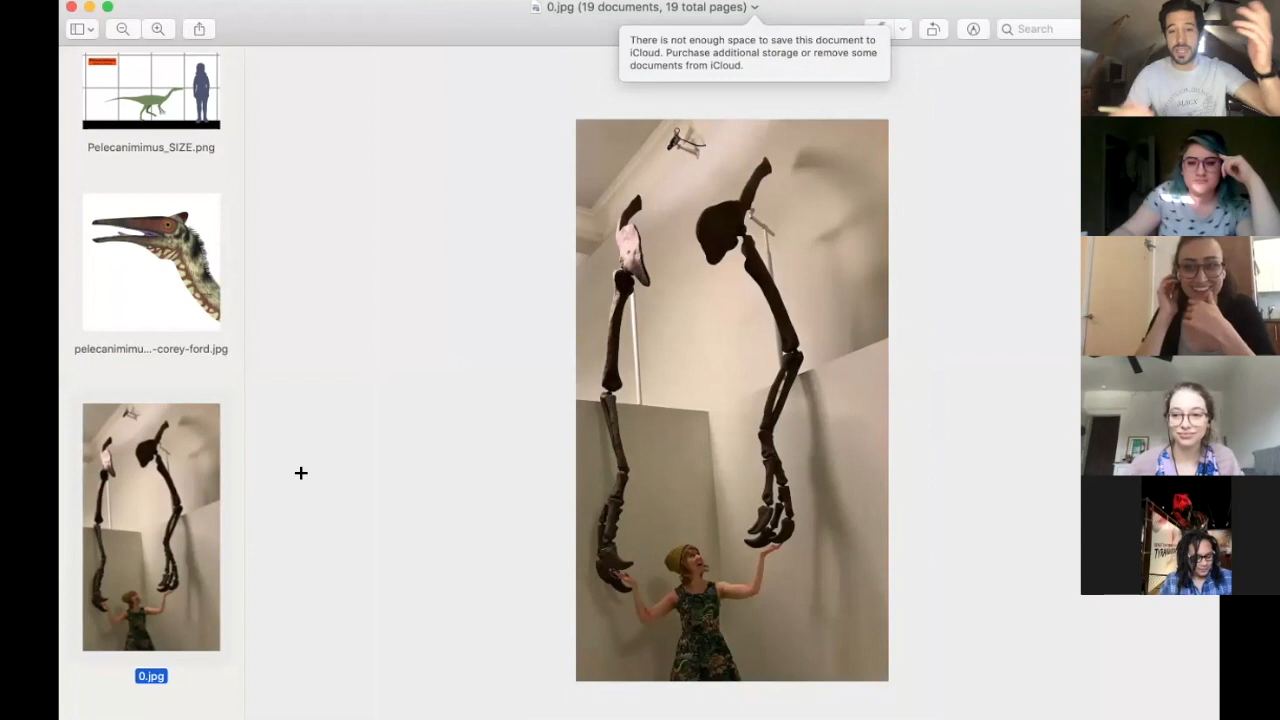 0.jpg (19 documents, 19 total pages)
There is not enough space to save this document to
iCloud. Purchase additional storage or remove some
documents from iCloud.
Search
Pelecanimimus_SIZE.png
pelecanimimu...-corey-ford.jpg
0.jpg